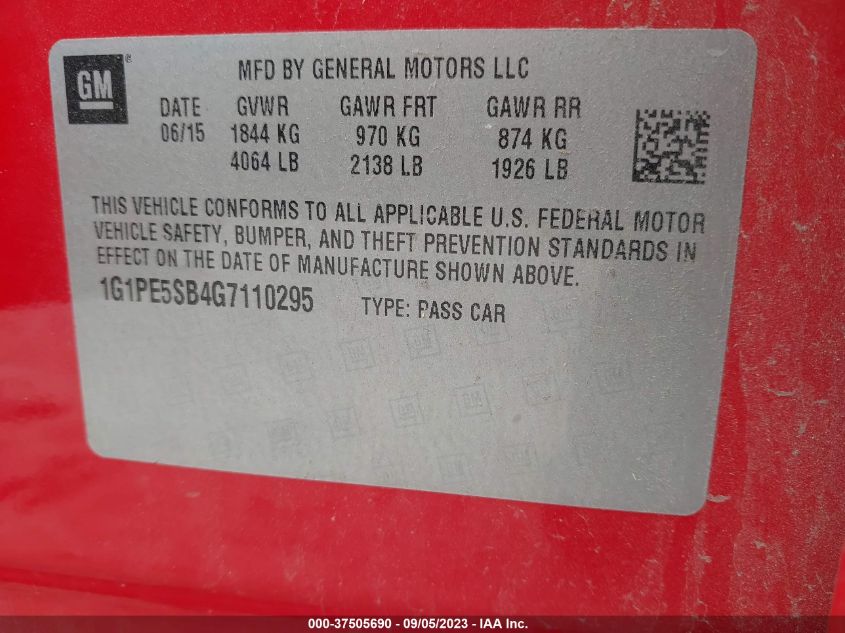 GM
®
MFD BY GENERAL MOTORS LLC
DATE GVWR GAWR FRT GAWR RR
06/15 1844 KG 970 KG 874 KG
4064 LB 2138 LB 1926 LB
THIS VEHICLE CONFORMS TO ALL APPLICABLE U.S. FEDERAL MOTOR
VEHICLE SAFETY, BUMPER, AND THEFT PREVENTION STANDARDS IN
EFFECT ON THE DATE OF MANUFACTURE SHOWN ABOVE.
1G1PE5SB4G7110295 TYPE: PASS CAR
000-37505690 - 09/05/2023 - IAA Inc.